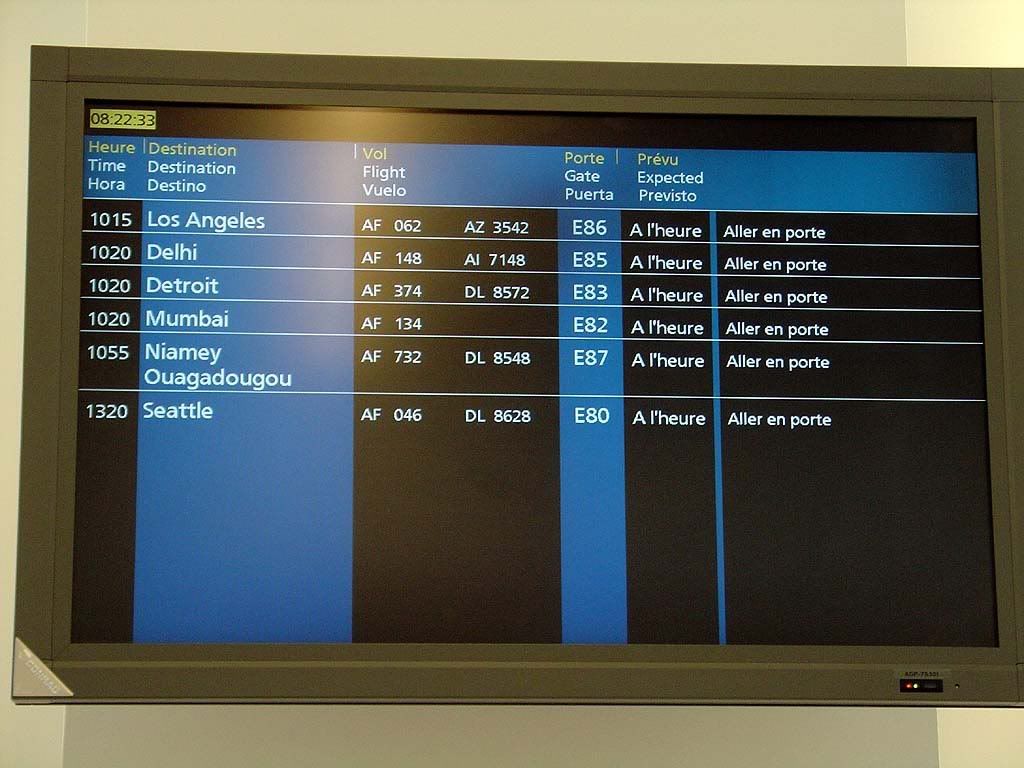 08:22:33
Heure Destination Vol Porte Prévu
Time Destination Flight Gate Expected
Hora Destino Vuelo Puerta Previsto
1015 Los Angeles AF 062 AZ 3542 E86 A l'heure Aller en porte
1020 Delhi AF 148 AI 7148 E85 A l'heure Aller en porte
1020 Detroit AF 374 DL 8572 E83 A l'heure Aller en porte
1020 Mumbai AF 134 E82 A l'heure Aller en porte
1055 Niamey AF 732 DL 8548 E87 A l'heure Aller en porte
Ouagadougou
1320 Seattle AF 046 DL 8628 E80 A l'heure Aller en porte